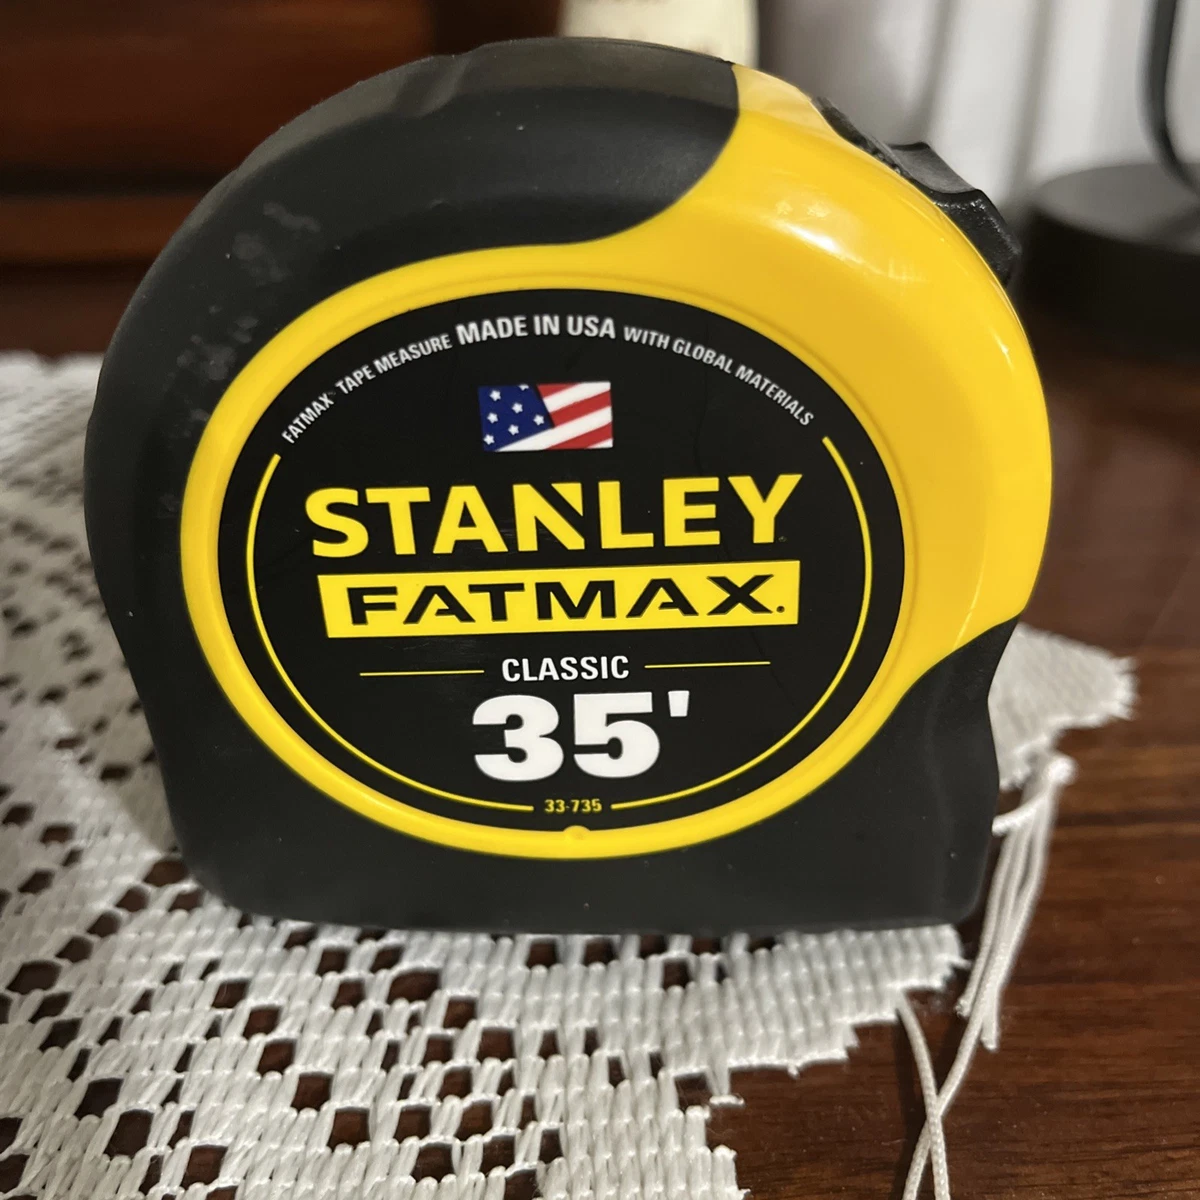 FATMAX® TAPE MEASURE MADE IN USA WITH GLOBAL MATERIALS
STANLEY
FATMAX®
CLASSIC
35'
33-735